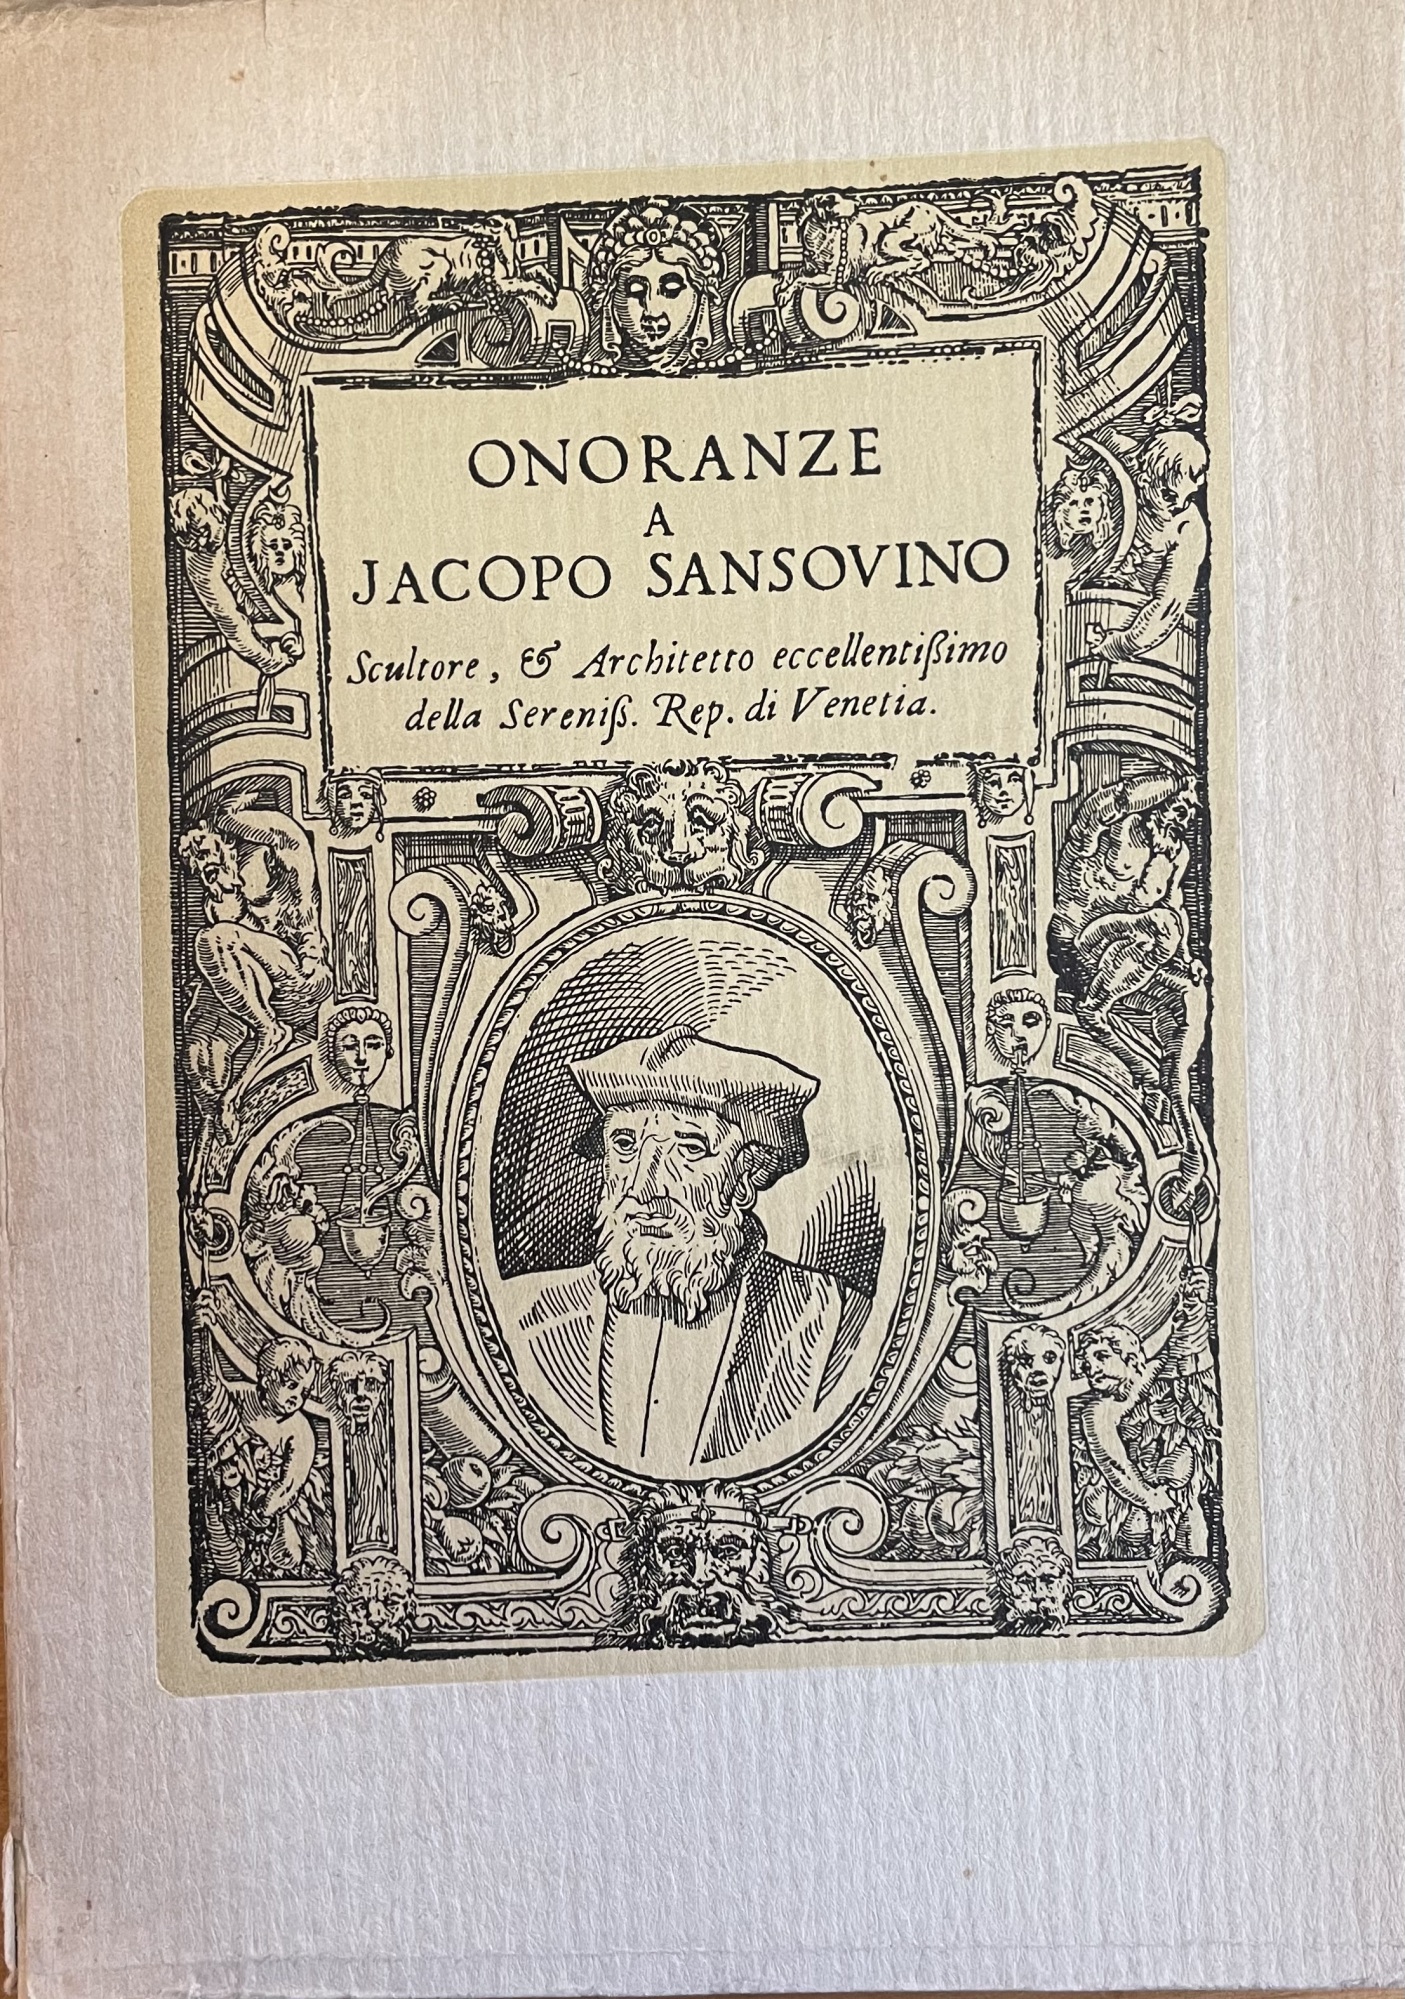 ONORANZE
A
JACOPO SANSOVINO
Scultore, & Architetto eccellentißimo
della Sereniß. Rep. di Venetia.